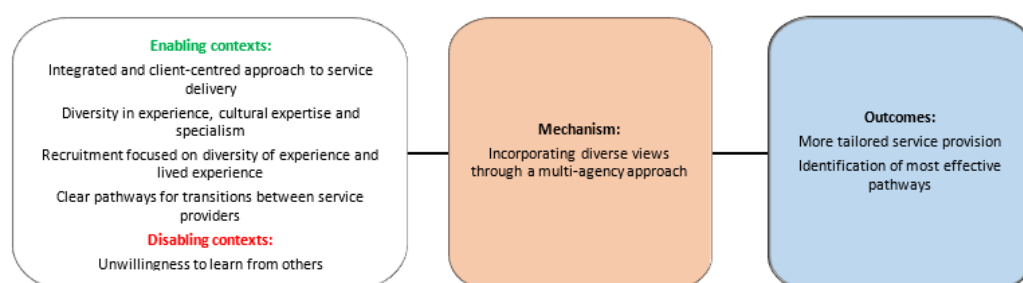 Enabling contexts:
Integrated and client-centred approach to service
delivery
Diversity in experience, cultural expertise and
specialism
Recruitment focused on diversity of experience and
lived experience
Clear pathways for transitions between service
providers
Disabling contexts:
Unwillingness to learn from others
Mechanism:
Incorporating diverse views
through a multi-agency approach
Outcomes:
More tailored service provision
Identification of most effective
pathways